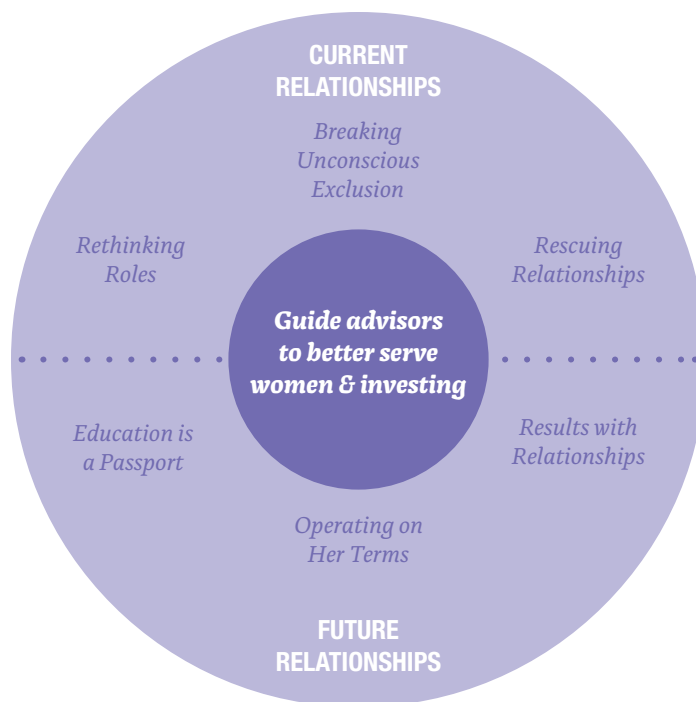 CURRENT
RELATIONSHIPS
Breaking
Unconscious
Exclusion
Rethinking
Roles
Rescuing
Relationships
Guide advisors
to better serve
women & investing
Education is
a Passport
Results with
Relationships
Operating on
Her Terms
FUTURE
RELATIONSHIPS